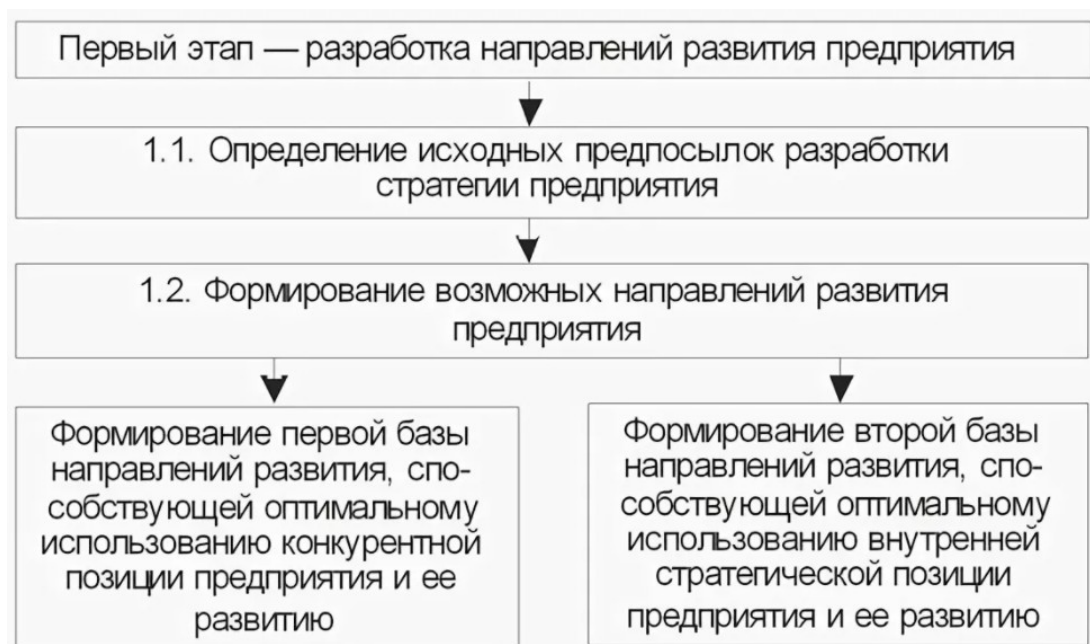 Первый этап — разработка направлений развития предприятия
1.1. Определение исходных предпосылок разработки
стратегии предприятия
1.2. Формирование возможных направлений развития
предприятия
Формирование первой базы
направлений развития, спо-
собствующей оптимальному
использованию конкурентной
позиции предприятия и ее
развитию
Формирование второй базы
направлений развития, спо-
собствующей оптимальному
использованию внутренней
стратегической позиции
предприятия и ее развитию